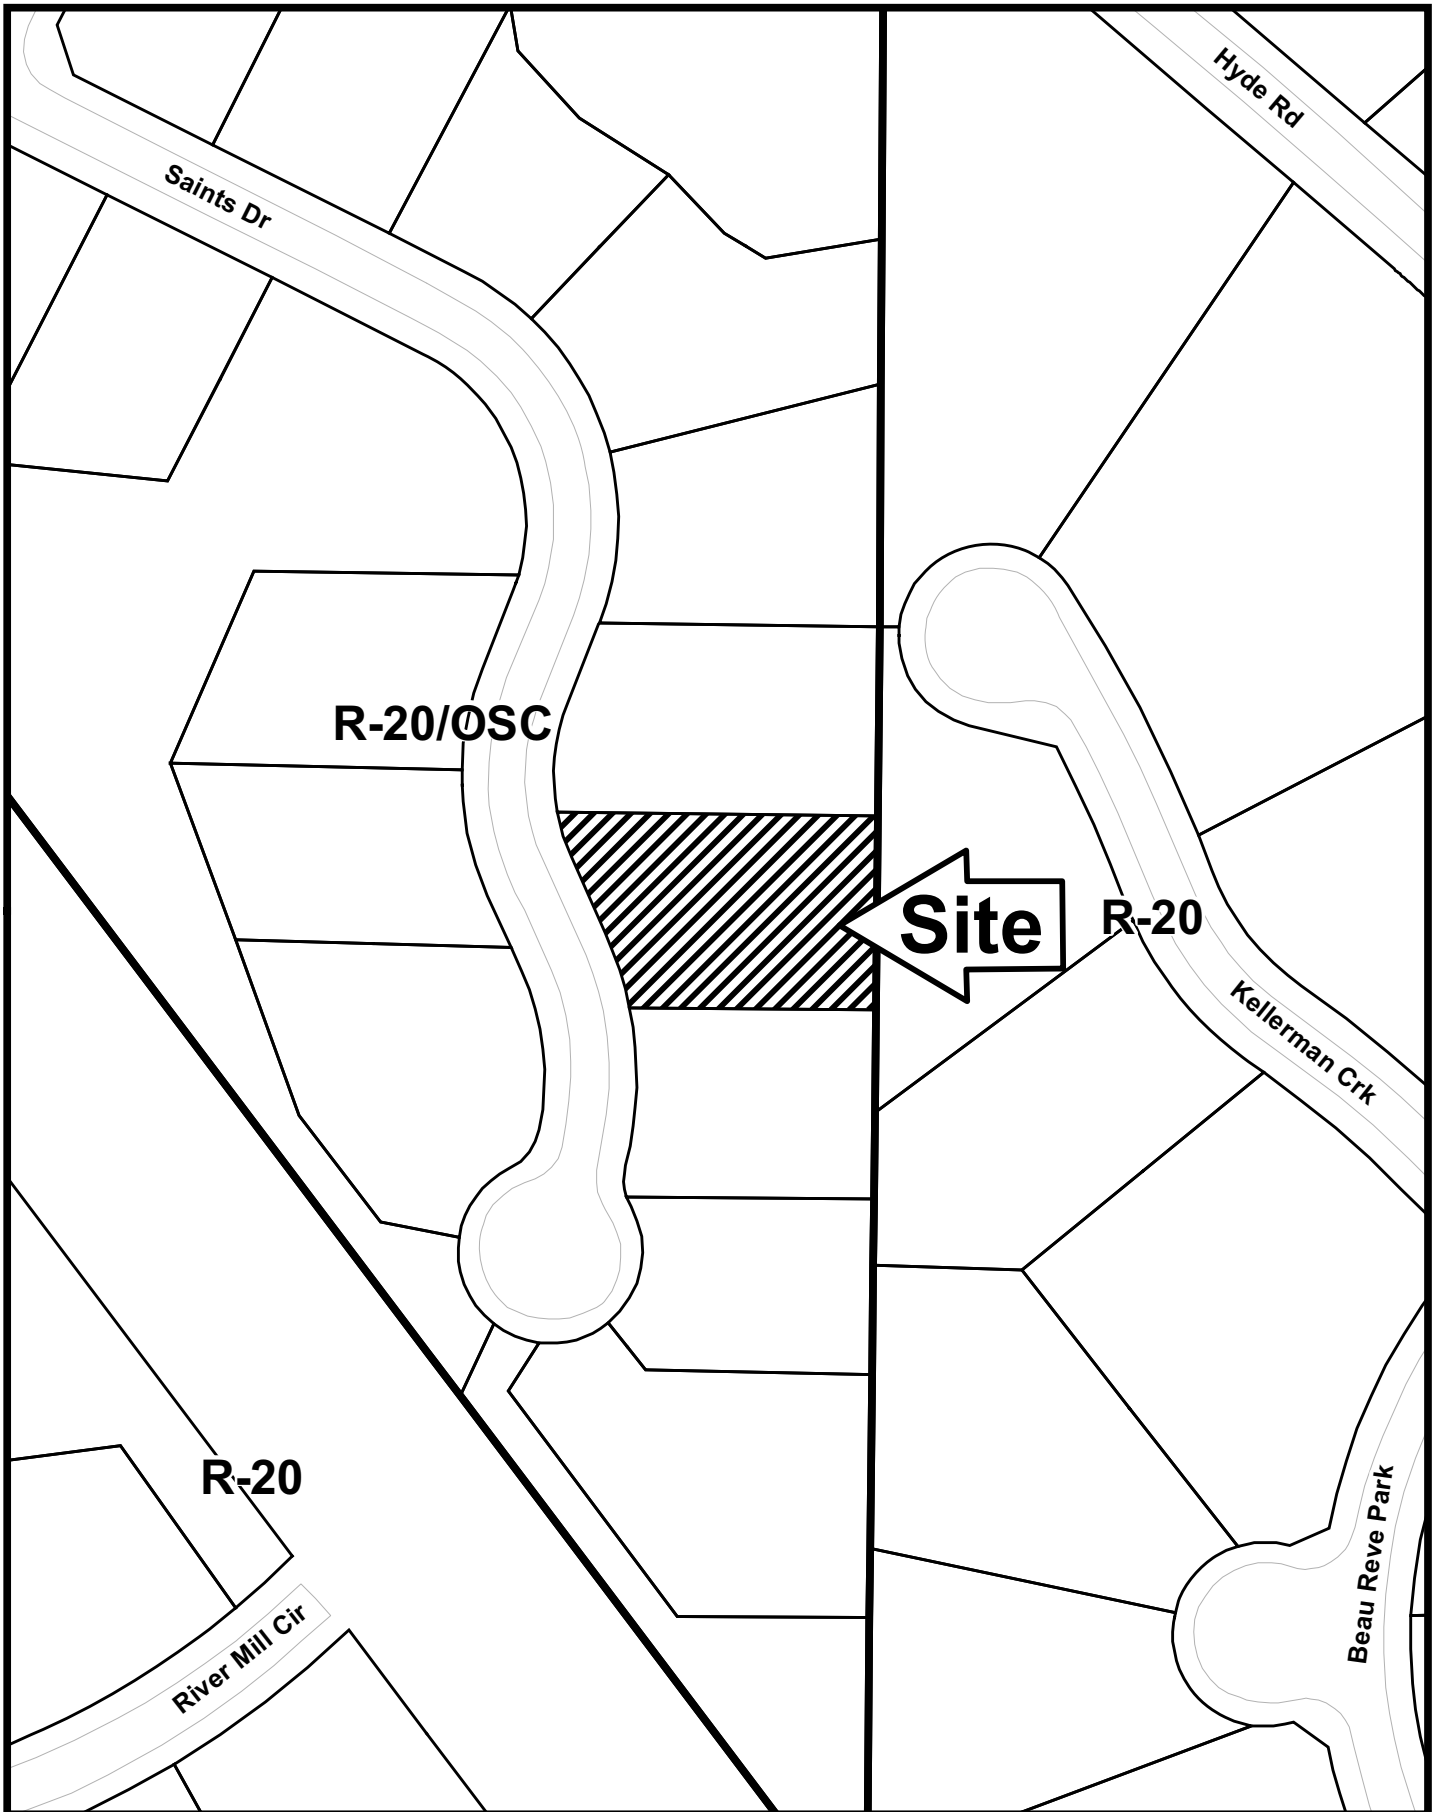 Hyde Rd
Saints Dr
R-20/OSC
Site
R-20
Kellerman Crk
R-20
Beau Reve Park
River Mill Cir